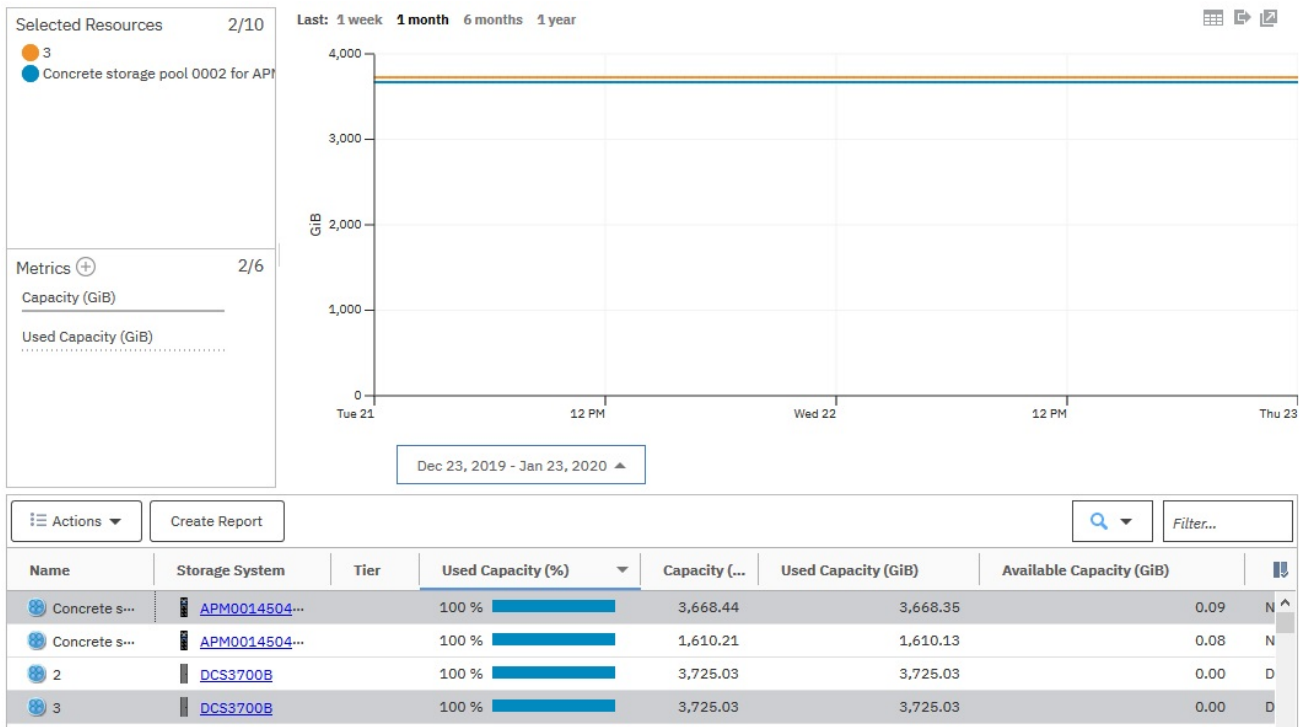 Selected Resources 2/10
3
Concrete storage pool 0002 for AP
Metrics 2/6
Capacity (GiB)
Used Capacity (GiB)
Last: 1 week 1 month 6 months 1 year
4,000
3,000
2,000
1,000
0
GiB
Tue 21 12 PM Wed 22 12 PM Thu 23
Dec 23, 2019 - Jan 23, 2020
Actions Create Report Filter...
Name Storage System Tier Used Capacity (%) Capacity (... Used Capacity (GiB) Available Capacity (GiB)
Concrete s... APM0014504... 100 % 3,668.44 3,668.35 0.09 N
Concrete s... APM0014504... 100 % 1,610.21 1,610.13 0.08 N
2 DCS3700B 100 % 3,725.03 3,725.03 0.00 D
3 DCS3700B 100 % 3,725.03 3,725.03 0.00 D